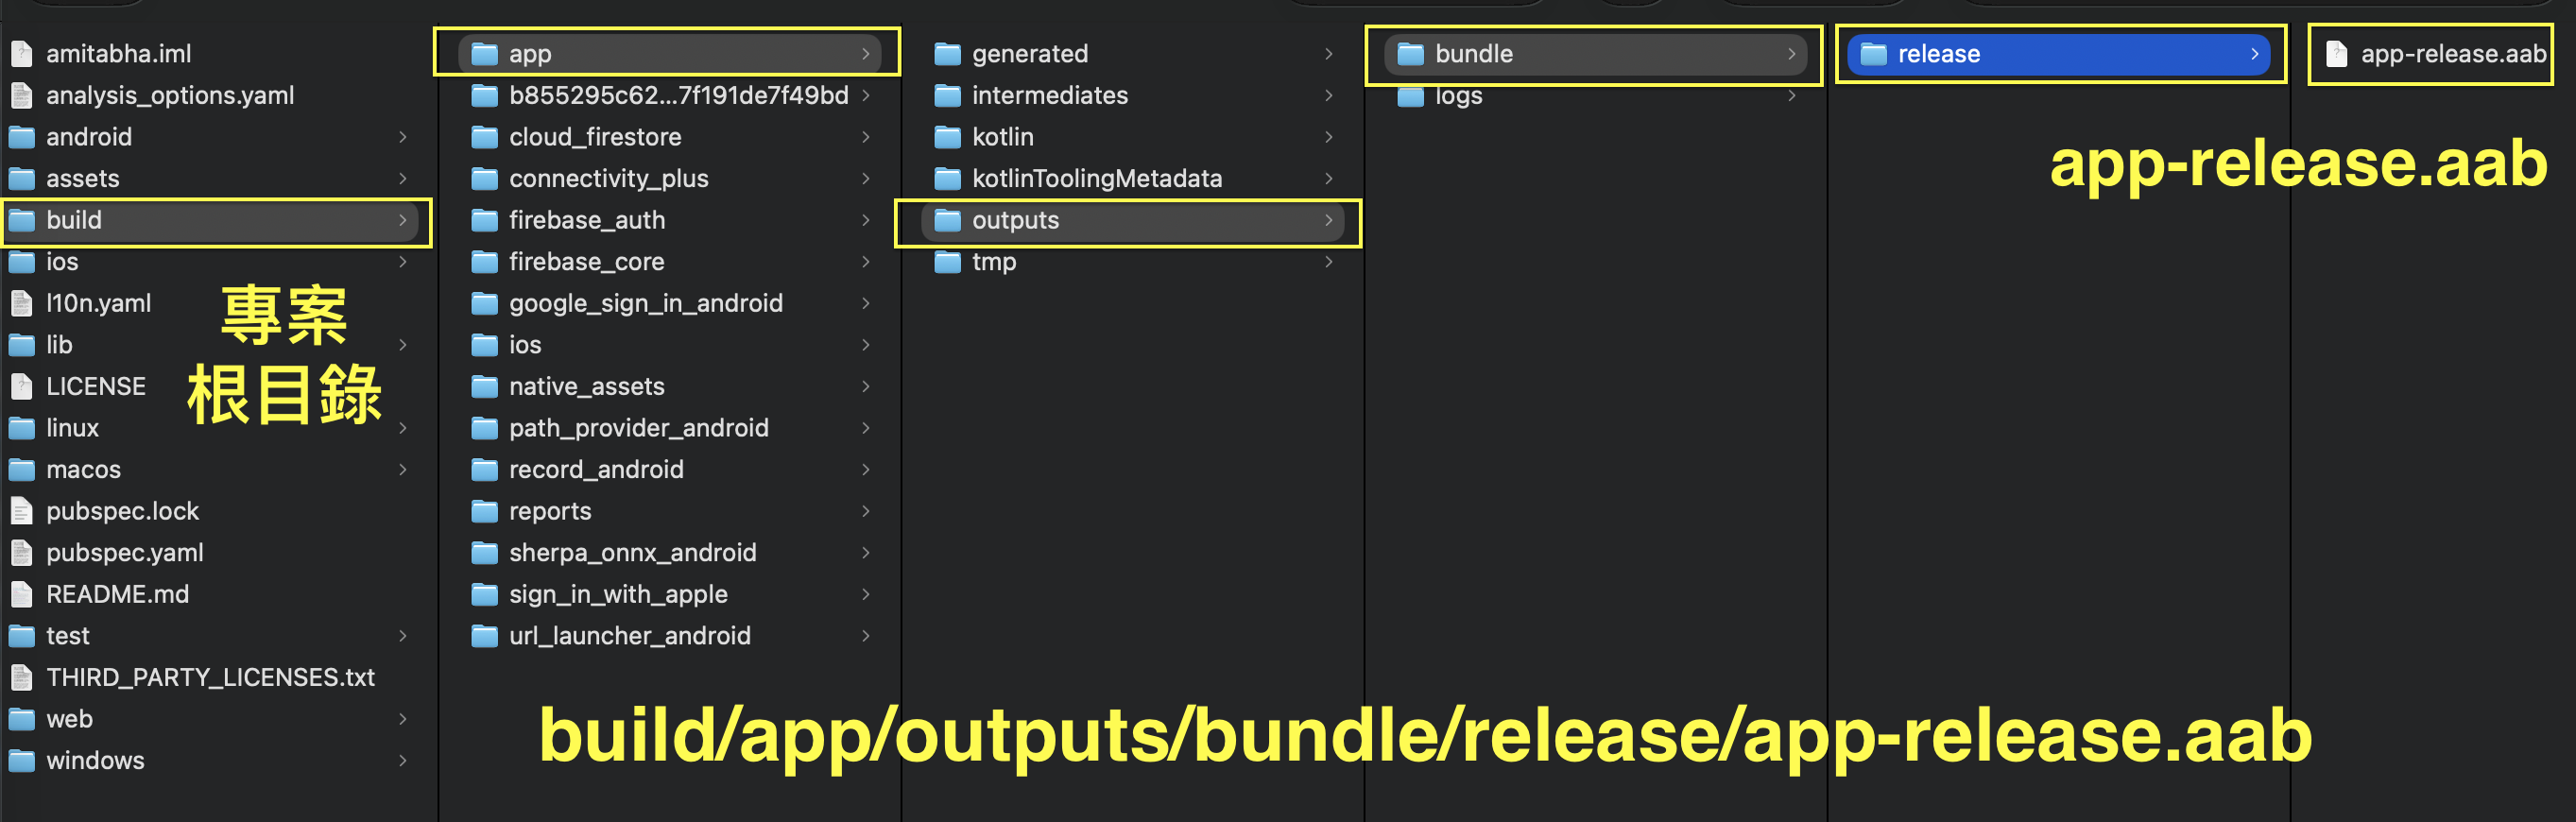 amitabha.iml
analysis_options.yaml
android
assets
build
ios
l10n.yaml
lib
LICENSE
linux
macos
pubspec.lock
pubspec.yaml
README.md
test
THIRD_PARTY_LICENSES.txt
web
windows
專案
根目錄
app
b855295c62...7f191de7f49bd
cloud_firestore
connectivity_plus
firebase_auth
firebase_core
google_sign_in_android
ios
native_assets
path_provider_android
record_android
reports
sherpa_onnx_android
sign_in_with_apple
url_launcher_android
generated
intermediates
kotlin
kotlinToolingMetadata
outputs
tmp
bundle
logs
release
app-release.aab
app-release.aab
build/app/outputs/bundle/release/app-release.aab